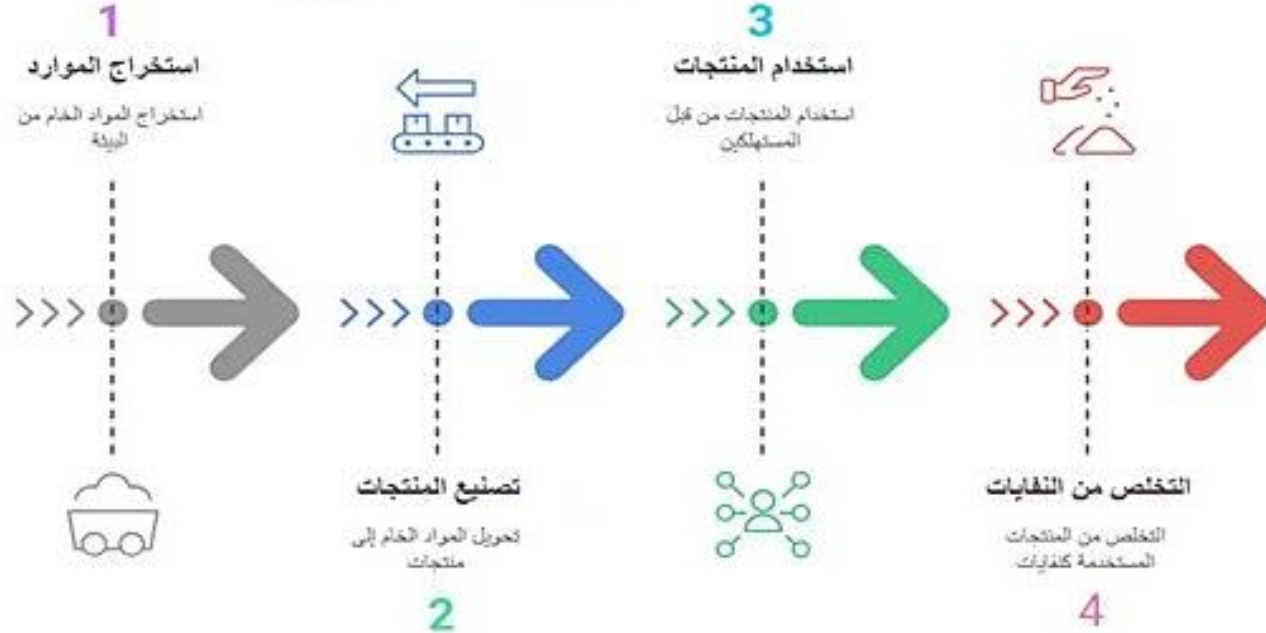 1
استخراج الموارد
استخراج المواد الخام من
البيئة
تصنيع المنتجات
تحويل المواد الخام إلى
منتجات
2
3
استخدام المنتجات
استخدام المنتجات من قبل
المستهلكين
التخلص من النفايات
التخلص من المنتجات
المستخدمة كنفايات
4